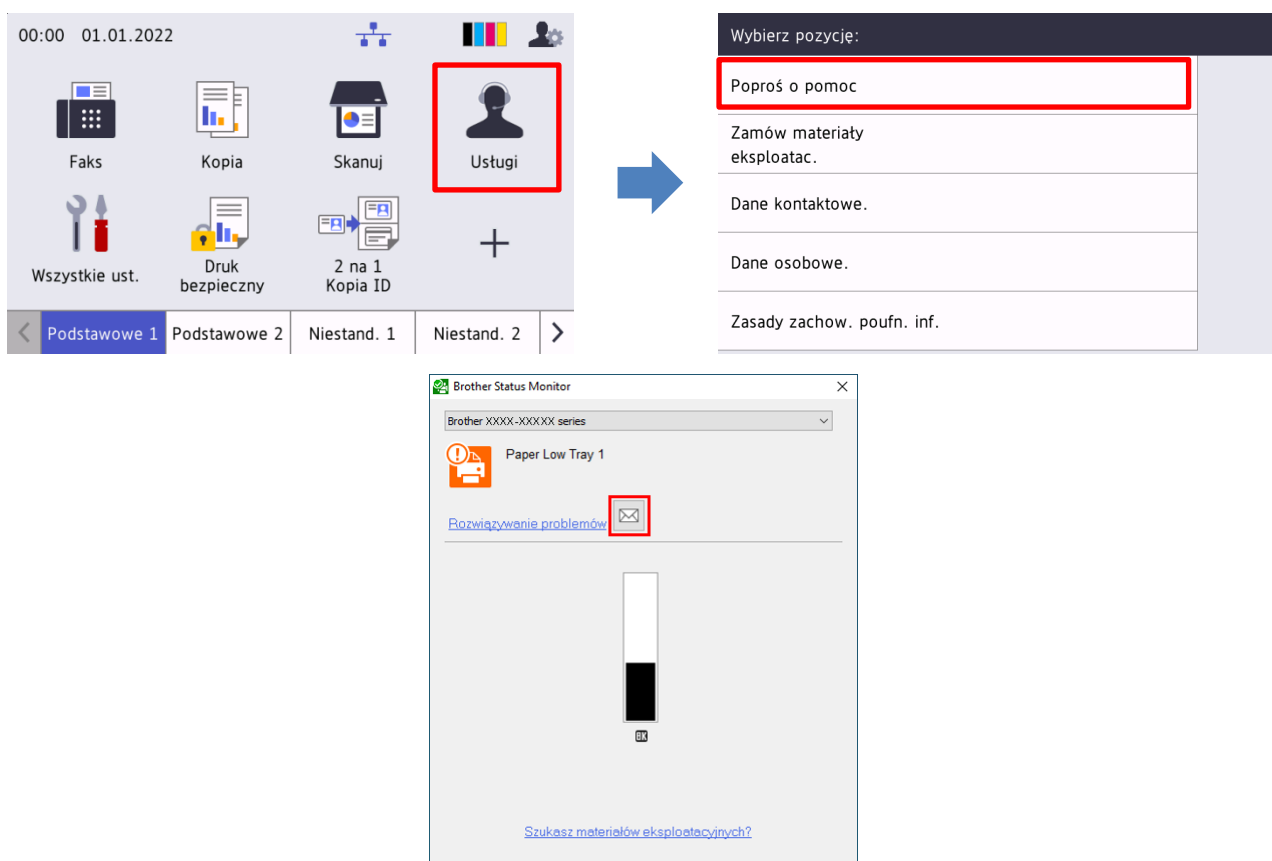 00:00 01.01.2022
Faks
Kopia
Skanuj
Usługi
Wszystkie ust.
Druk
bezpieczny
2 na 1
Kopia ID
Podstawowe 1
Podstawowe 2
Niestand. 1
Niestand. 2
Wybierz pozycję:
Poproś o pomoc
Zamów materiały
eksploatac.
Dane kontaktowe.
Dane osobowe.
Zasady zachow. poufn. inf.
Brother Status Monitor
Brother XXXX-XXXXX series
Paper Low Tray 1
Rozwiązywanie problemów
BK
Szukasz materiałów eksploatacyjnych?